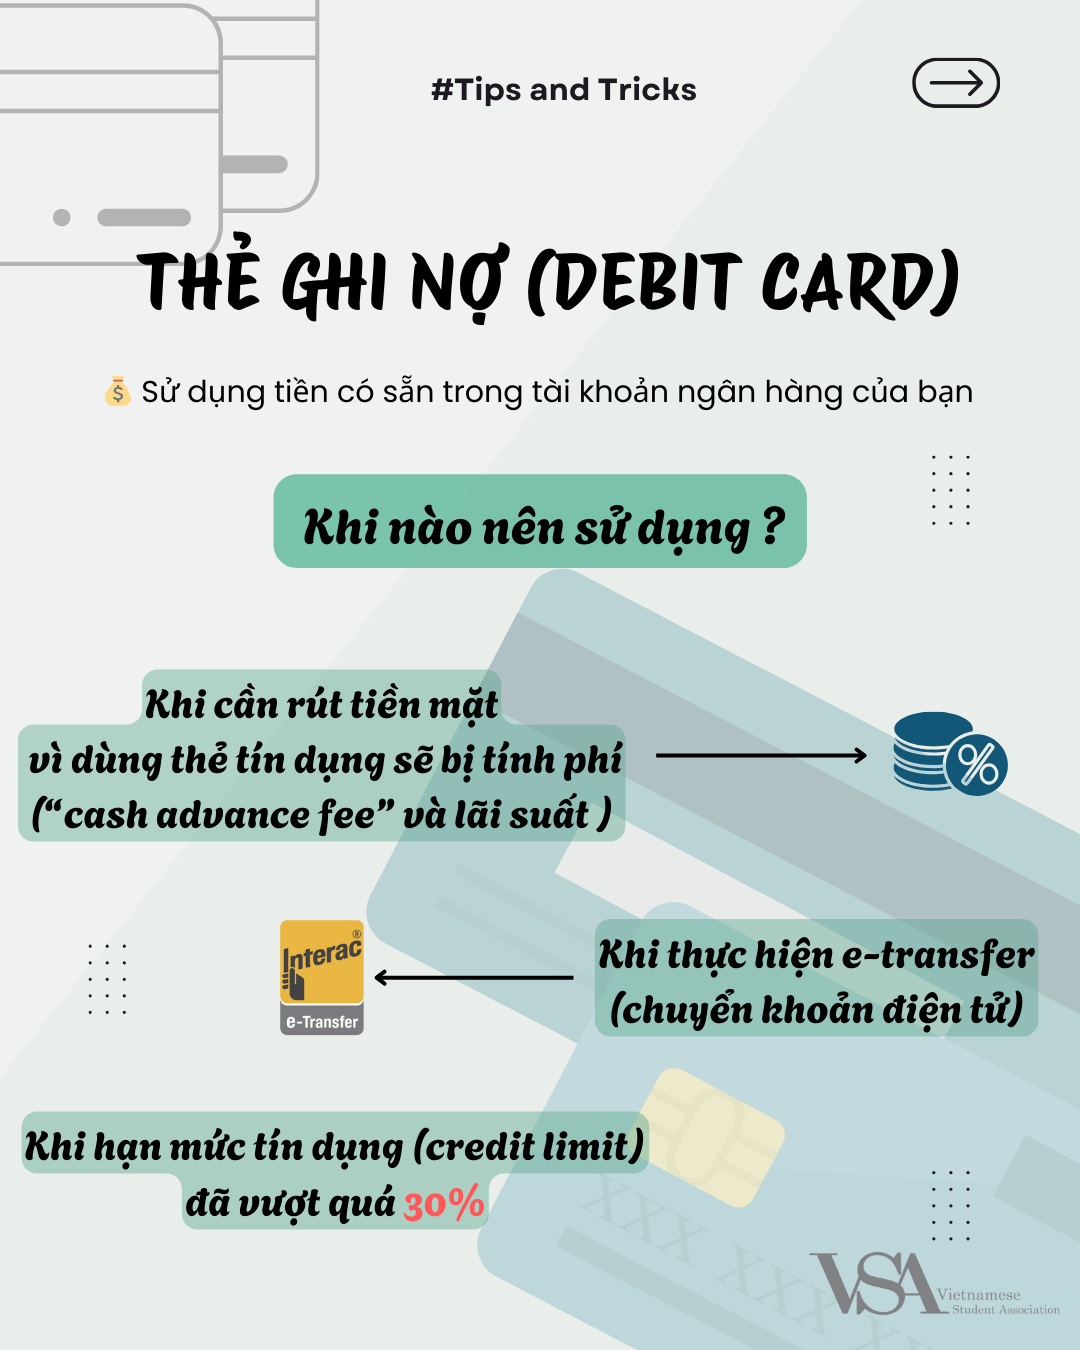 #Tips and Tricks
THẺ GHI NỢ (DEBIT CARD)
💰 Sử dụng tiền có sẵn trong tài khoản ngân hàng của bạn
Khi nào nên sử dụng ?
Khi cần rút tiền mặt
vì dùng thẻ tín dụng sẽ bị tính phí
(“cash advance fee” và lãi suất )
%
Interac®
e-Transfer
Khi thực hiện e-transfer
(chuyển khoản điện tử)
Khi hạn mức tín dụng (credit limit)
đã vượt quá 30%
XXX XXX XX
VSA Vietnamese
Student Association